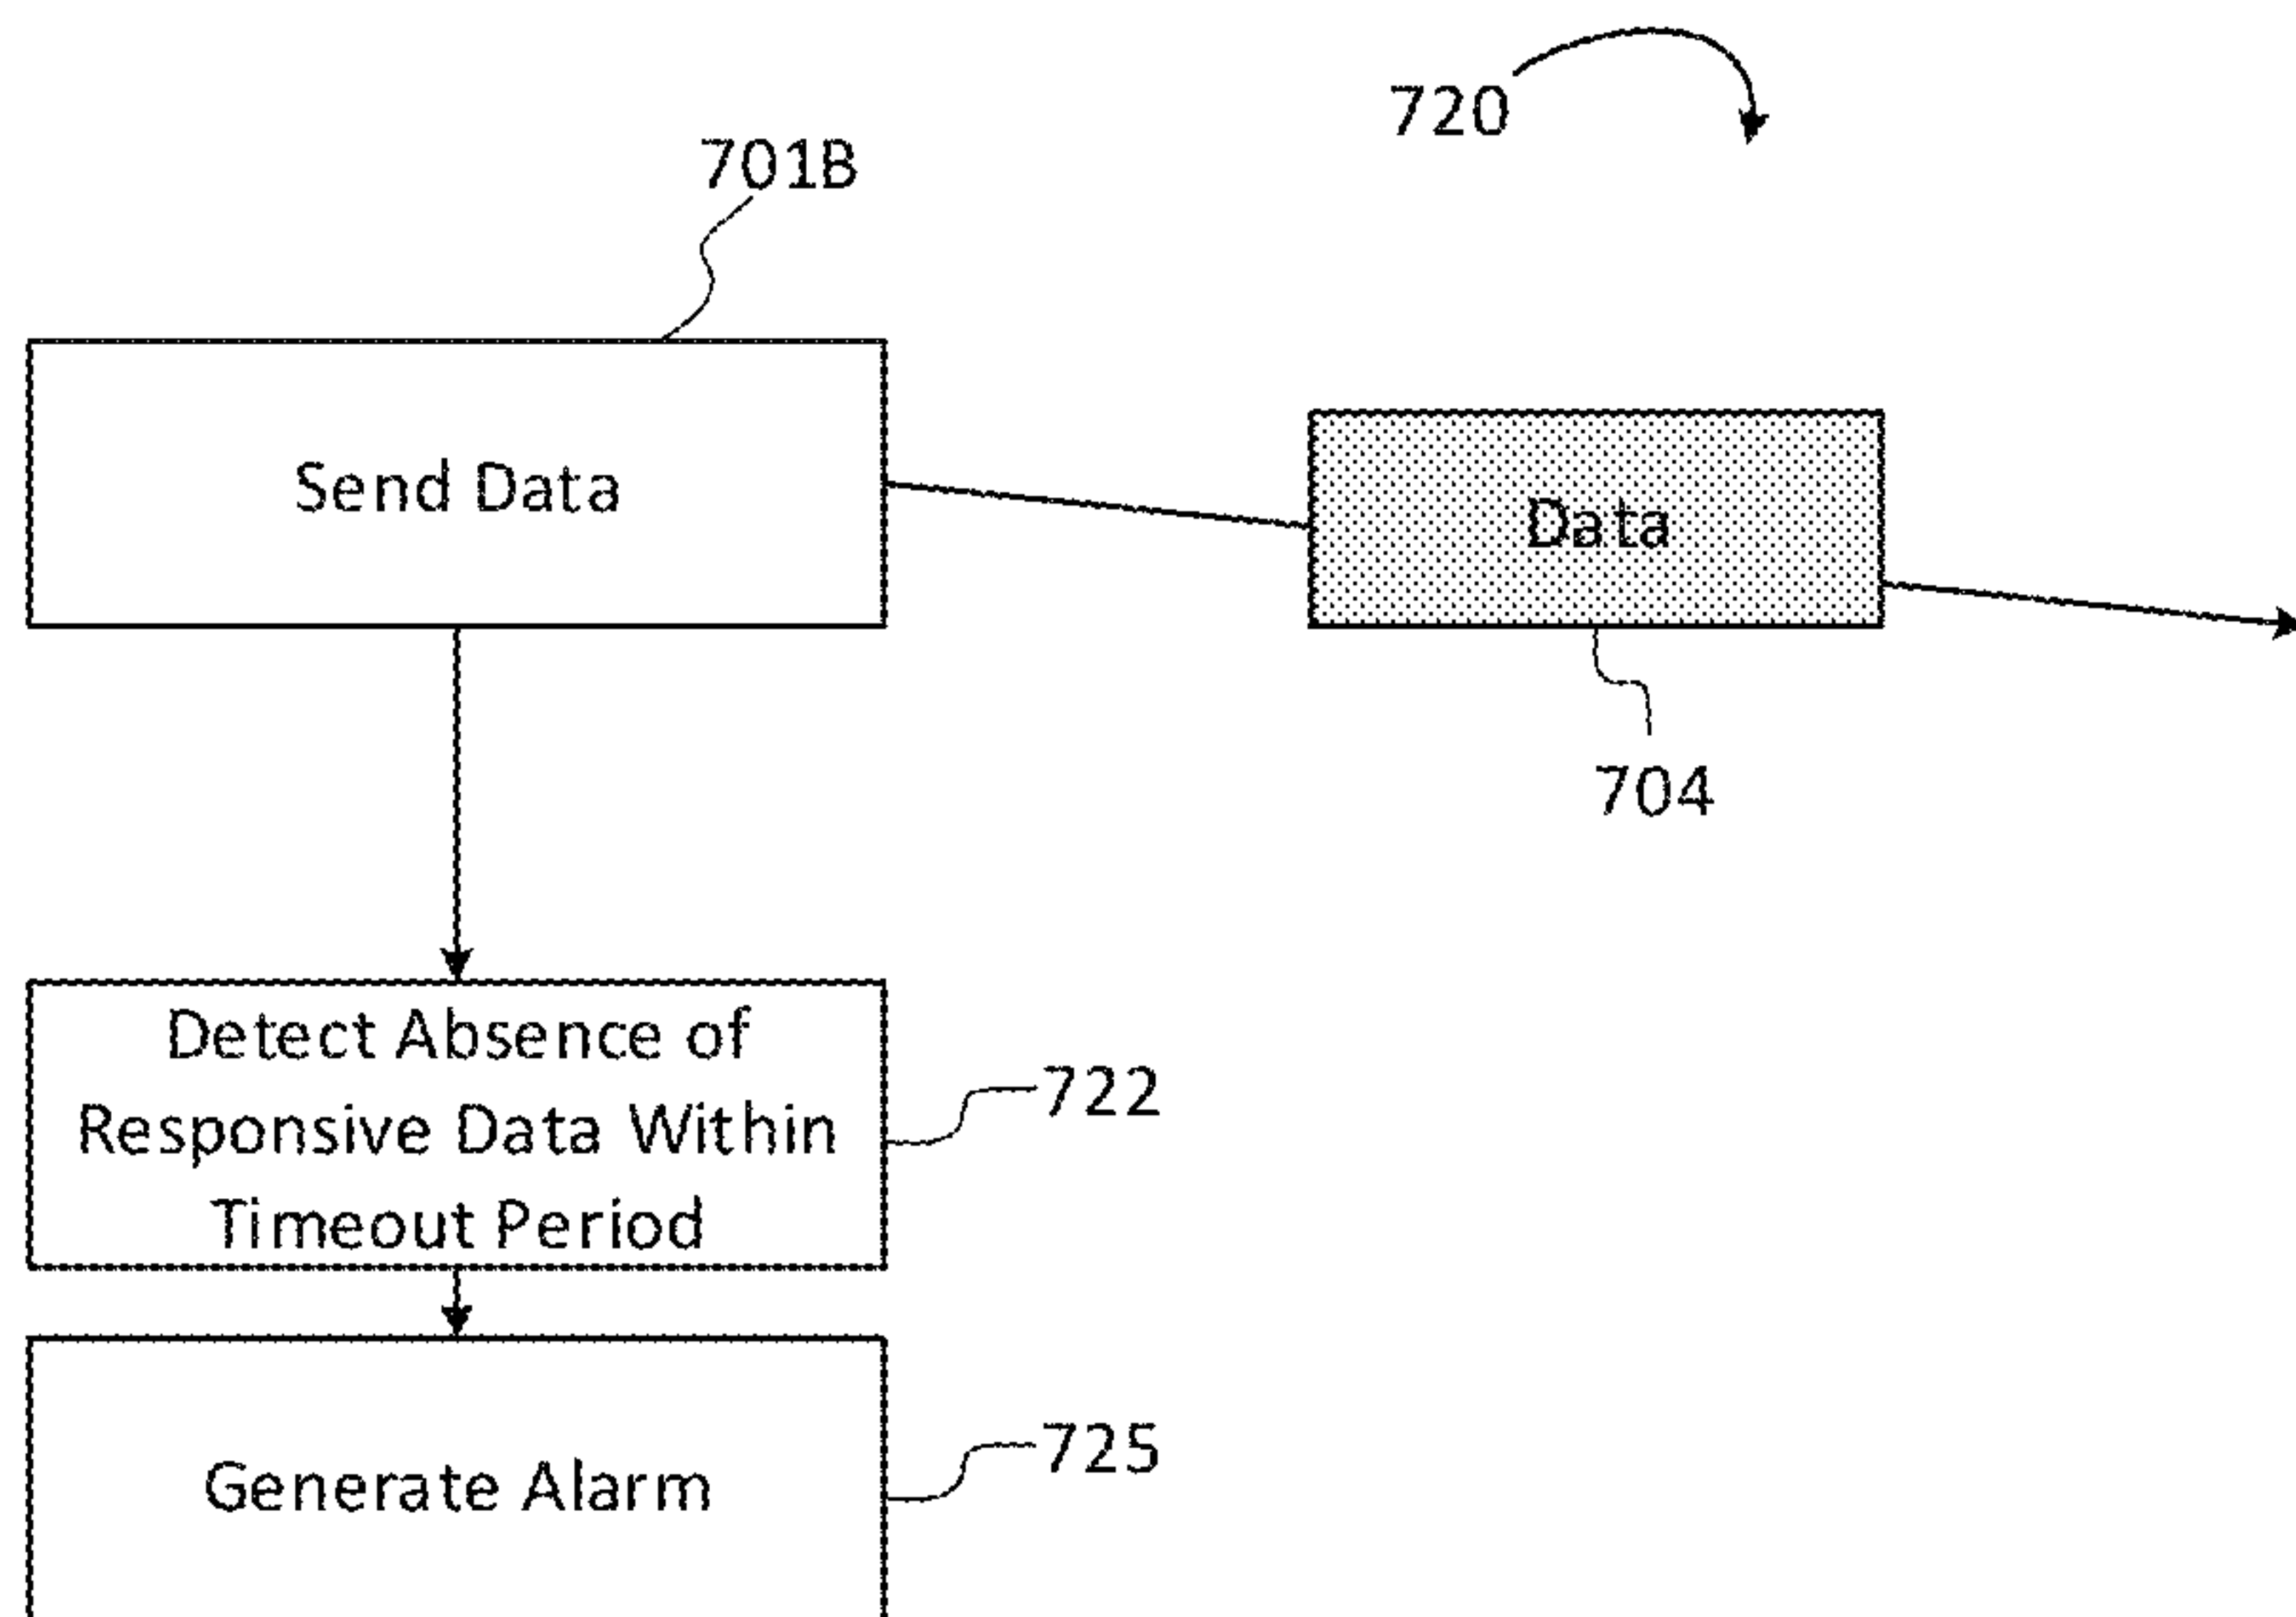 720
701B
Send Data
Data
704
Detect Absence of
Responsive Data Within
Timeout Period
722
Generate Alarm
725